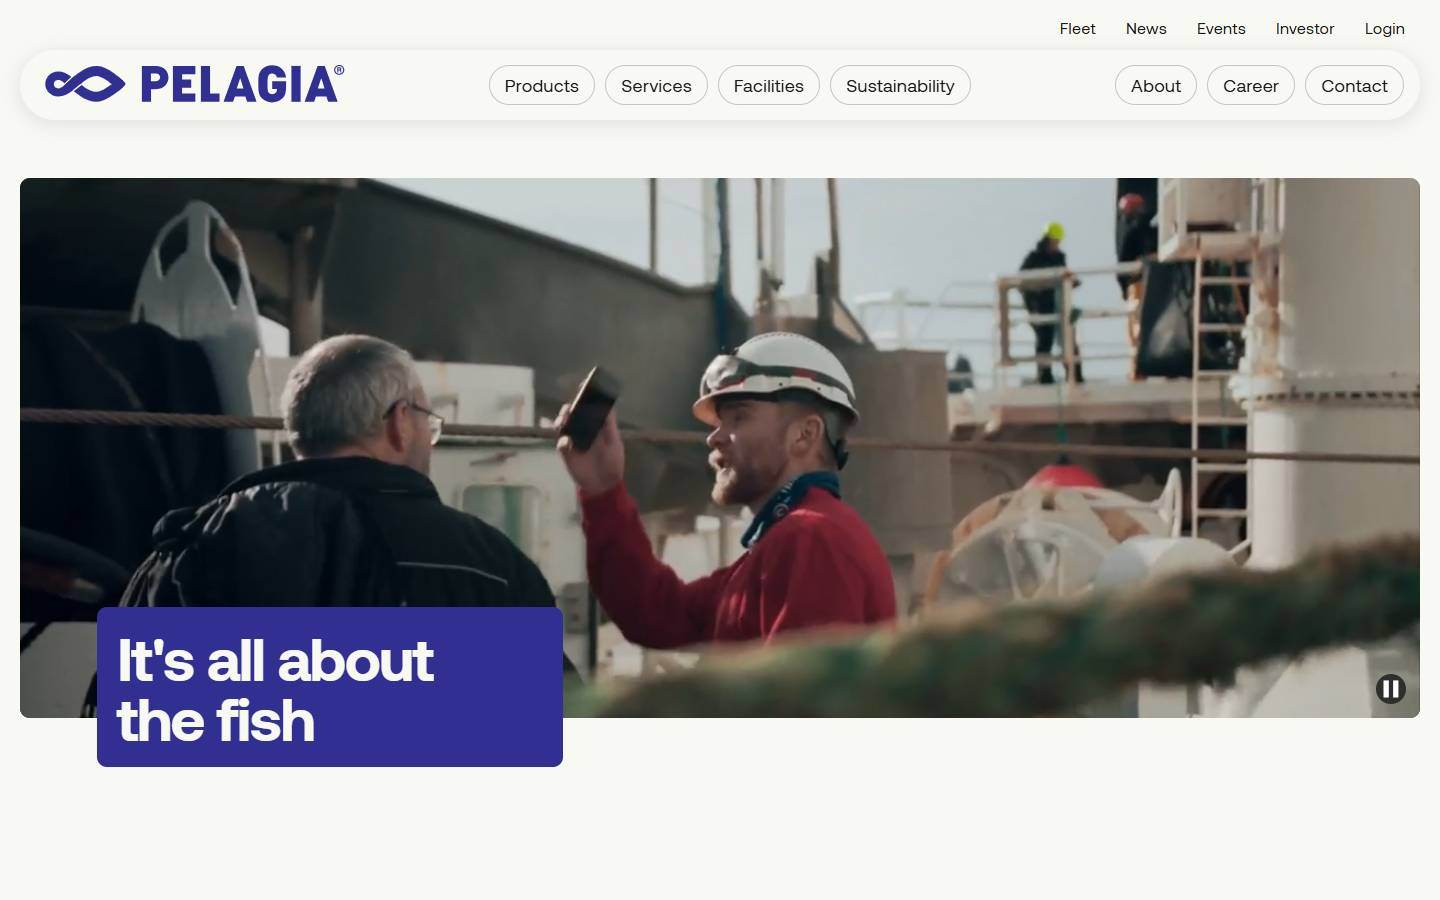 Fleet News Events Investor Login
PELAGIA® Products Services Facilities Sustainability About Career Contact
It's all about
the fish